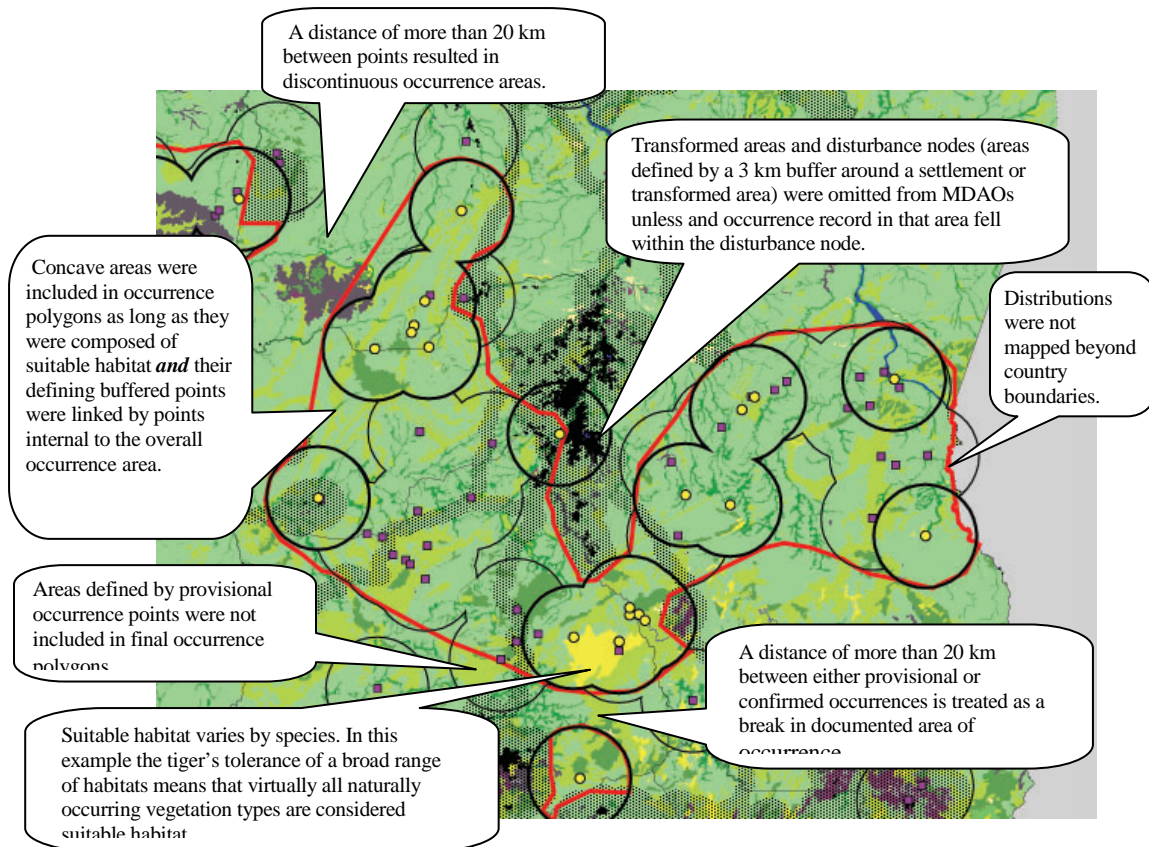 A distance of more than 20 km
between points resulted in
discontinuous occurrence areas.
Transformed areas and disturbance nodes (areas
defined by a 3 km buffer around a settlement or
transformed area) were omitted from MDAOs
unless and occurrence record in that area fell
within the disturbance node.
Concave areas were
included in occurrence
polygons as long as they
were composed of
suitable habitat and their
defining buffered points
were linked by points
internal to the overall
occurrence area.
Distributions
were not
mapped beyond
country
boundaries.
Areas defined by provisional
occurrence points were not
included in final occurrence
polygons
A distance of more than 20 km
between either provisional or
confirmed occurrences is treated as a
break in documented area of
occurrence
Suitable habitat varies by species. In this
example the tiger’s tolerance of a broad range
of habitats means that virtually all naturally
occurring vegetation types are considered
suitable habitat